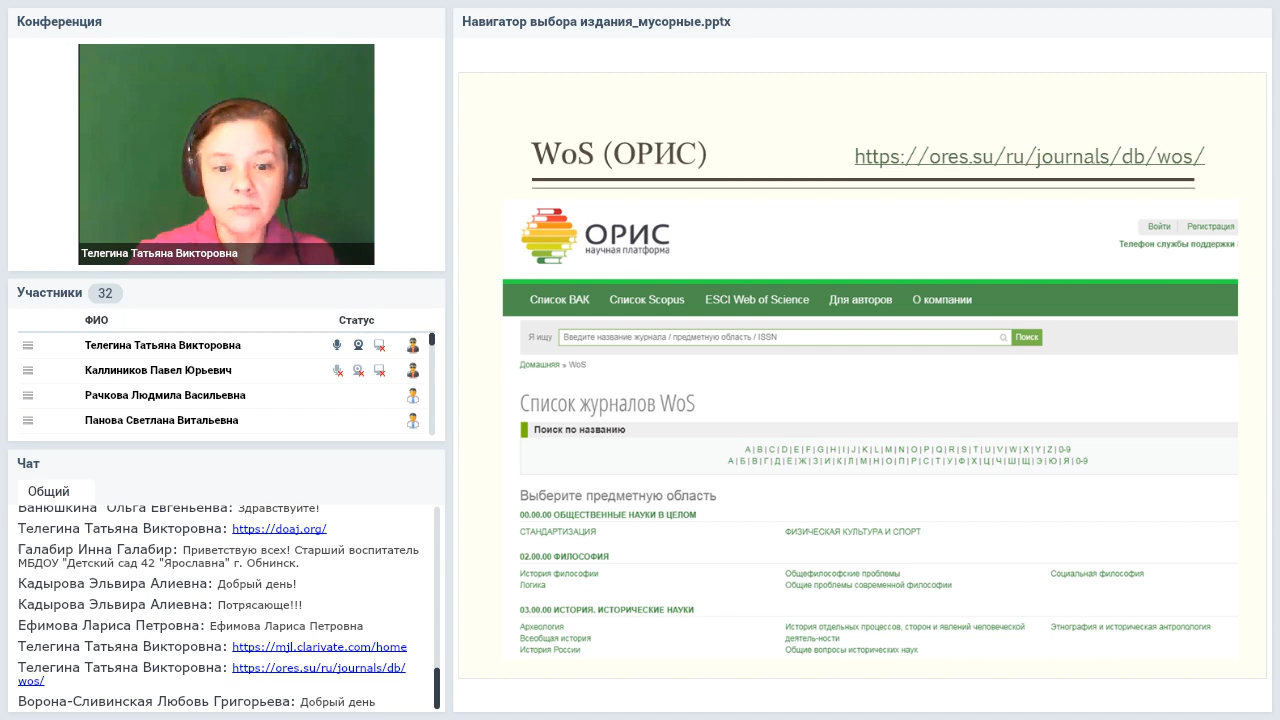 Конференция
Телегина Татьяна Викторовна
Участники 32
ФИО Статус
Телегина Татьяна Викторовна
Каллиников Павел Юрьевич
Рачкова Людмила Васильевна
Панова Светлана Витальевна
Чат
Общий
Ванюшкина Ольга Евгеньевна: Здравствуйте!
Телегина Татьяна Викторовна: https://doaj.org/
Галабир Инна Галабир: Приветствую всех! Старший воспитатель
МБДОУ "Детский сад 42 "Ярославна" г. Обнинск.
Кадырова Эльвира Алиевна: Добрый день!
Кадырова Эльвира Алиевна: Потрясающе!!!
Ефимова Лариса Петровна: Ефимова Лариса Петровна
Телегина Татьяна Викторовна: https://mjl.clarivate.com/home
Телегина Татьяна Викторовна: https://ores.su/ru/journals/db/
wos/
Ворона-Сливинская Любовь Григорьева: Добрый день
Навигатор выбора издания_мусорные.pptx
WoS (ОРИС) https://ores.su/ru/journals/db/wos/
ОРИС
научная платформа
Войти Регистрация
Телефон службы поддержки
Список ВАК Список Scopus ESCI Web of Science Для авторов О компании
Я ищу Введите название журнала / предметную область / ISSN Поиск
Домашняя » WoS
Список журналов WoS
Поиск по названию
A | B | C | D | E | F | G | H | I | J | K | L | M | N | O | P | Q | R | S | T | U | V | W | X | Y | Z | 0-9
А | Б | В | Г | Д | Е | Ж | З | И | К | Л | М | Н | О | П | Р | С | Т | У | Ф | Х | Ц | Ч | Ш | Щ | Э | Ю | Я | 0-9
Выберите предметную область
00.00.00 ОБЩЕСТВЕННЫЕ НАУКИ В ЦЕЛОМ
СТАНДАРТИЗАЦИЯ ФИЗИЧЕСКАЯ КУЛЬТУРА И СПОРТ
02.00.00 ФИЛОСОФИЯ
История философии Общефилософские проблемы Социальная философия
Логика Общие проблемы современной философии
03.00.00 ИСТОРИЯ. ИСТОРИЧЕСКИЕ НАУКИ
Археология История отдельных процессов, сторон и явлений человеческой Этнография и историческая антропология
Всеобщая история деятель-ности
История России Общие вопросы исторических наук